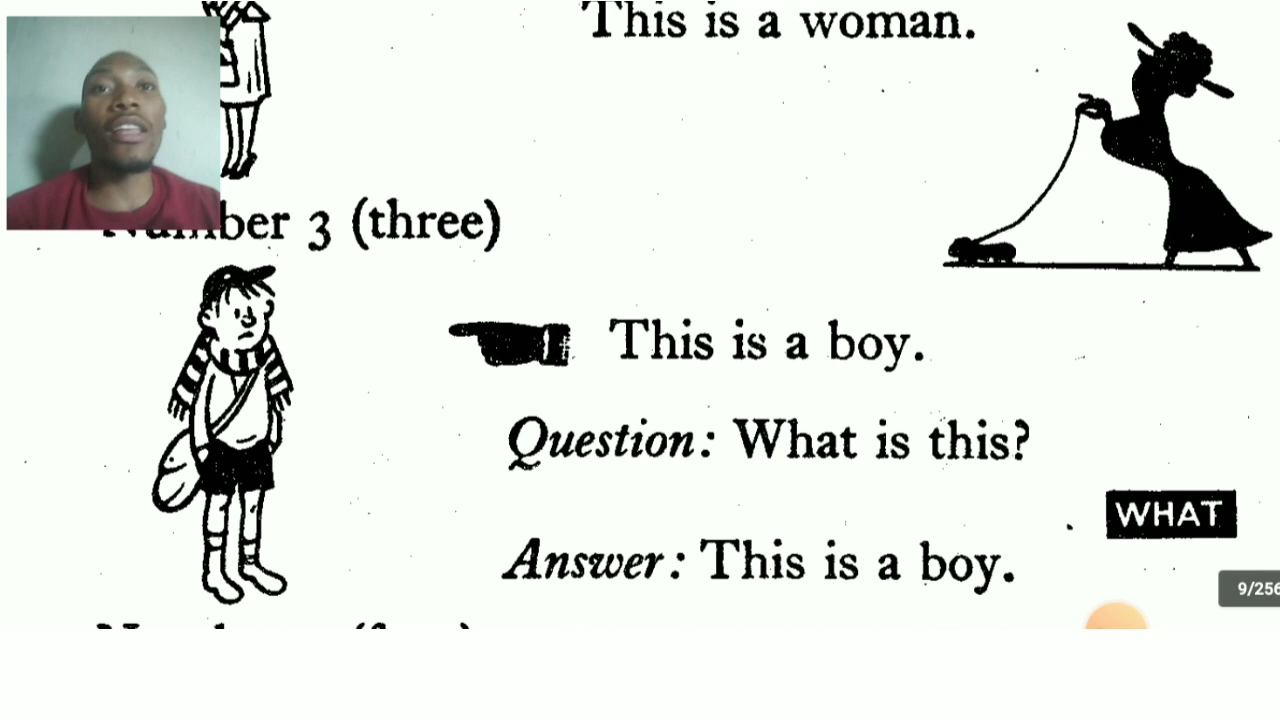 This is a woman.
Number 3 (three)
This is a boy.
Question: What is this?
WHAT
Answer: This is a boy.
9/256